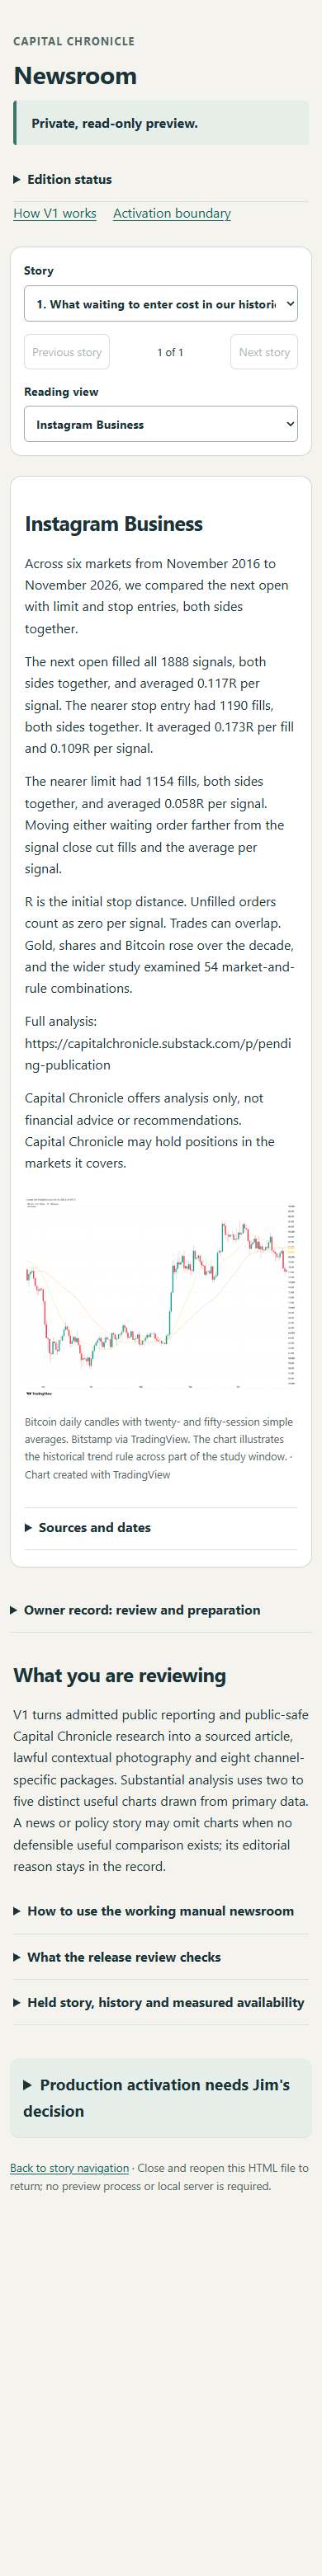 CAPITAL CHRONICLE
Newsroom
Private, read-only preview.
▶ Edition status
How V1 works Activation boundary
Story
1. What waiting to enter cost in our historic
Previous story 1 of 1 Next story
Reading view
Instagram Business
Instagram Business
Across six markets from November 2016 to
November 2026, we compared the next open
with limit and stop entries, both sides
together.
The next open filled all 1888 signals, both
sides together, and averaged 0.117R per
signal. The nearer stop entry had 1190 fills,
both sides together. It averaged 0.173R per fill
and 0.109R per signal.
The nearer limit had 1154 fills, both sides
together, and averaged 0.058R per signal.
Moving either waiting order farther from the
signal close cut fills and the average per
signal.
R is the initial stop distance. Unfilled orders
count as zero per signal. Trades can overlap.
Gold, shares and Bitcoin rose over the decade,
and the wider study examined 54 market-and-
rule combinations.
Full analysis:
https://capitalchronicle.substack.com/p/pendi
ng-publication
Capital Chronicle offers analysis only, not
financial advice or recommendations.
Capital Chronicle may hold positions in the
markets it covers.
TradingView
Bitcoin daily candles with twenty- and fifty-session simple
averages. Bitstamp via TradingView. The chart illustrates
the historical trend rule across part of the study window. ·
Chart created with TradingView
▶ Sources and dates
▶ Owner record: review and preparation
What you are reviewing
V1 turns admitted public reporting and public-safe
Capital Chronicle research into a sourced article,
lawful contextual photography and eight channel-
specific packages. Substantial analysis uses two to
five distinct useful charts drawn from primary data.
A news or policy story may omit charts when no
defensible useful comparison exists; its editorial
reason stays in the record.
▶ How to use the working manual newsroom
▶ What the release review checks
▶ Held story, history and measured availability
▶ Production activation needs Jim's
decision
Back to story navigation · Close and reopen this HTML file to
return; no preview process or local server is required.